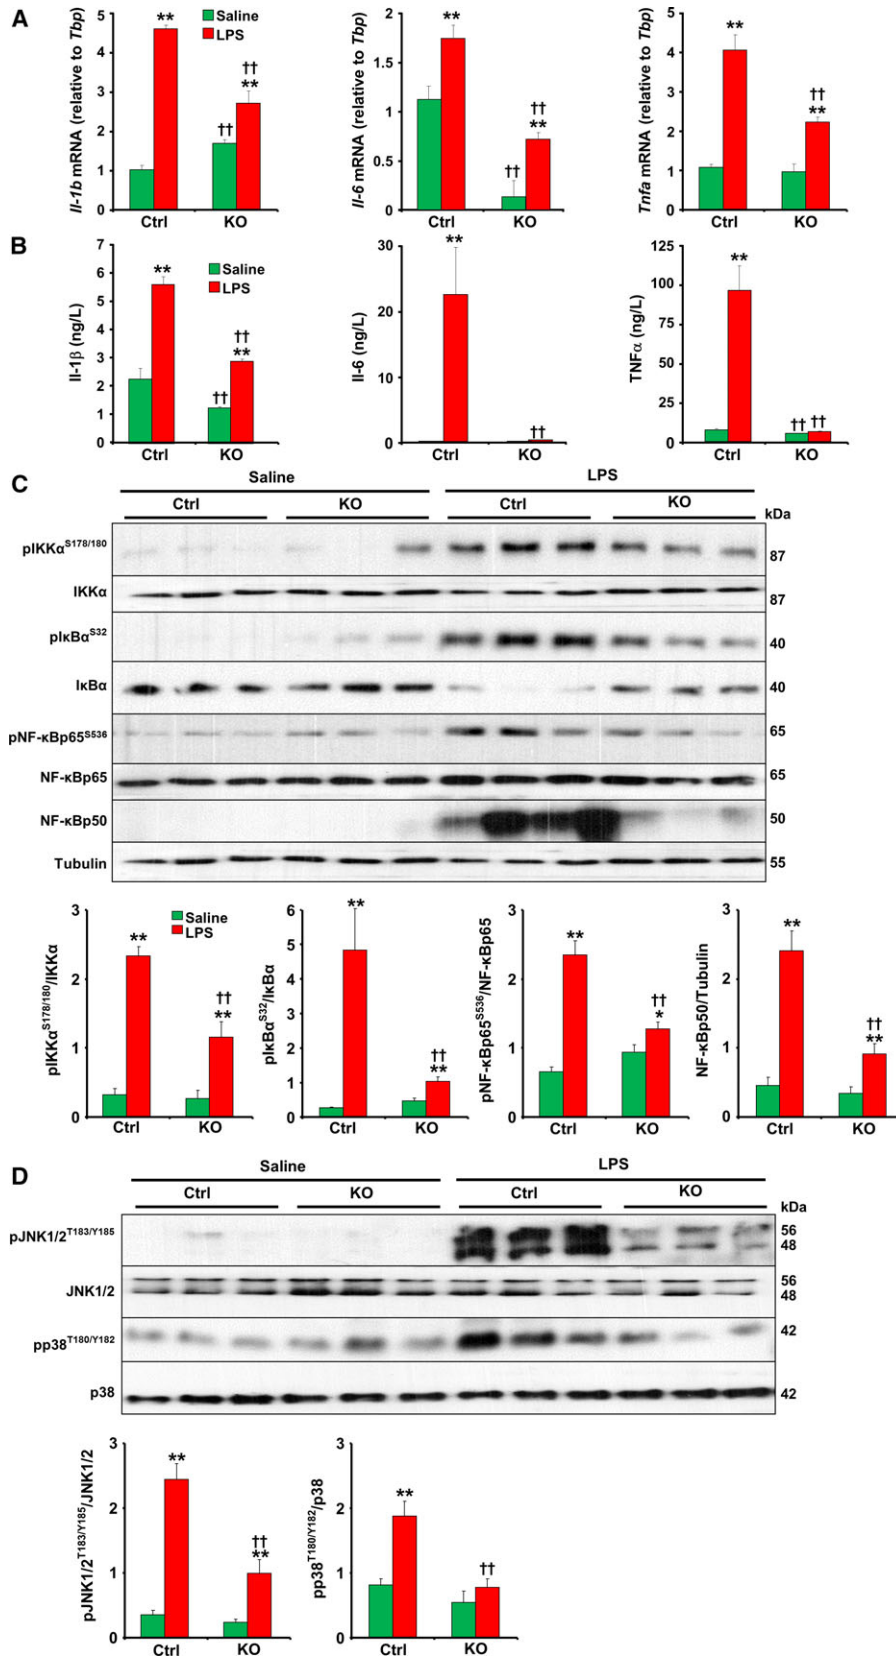 A
Il-1b mRNA (relative to Tbp)
5
4
3
2
1
0
Saline
LPS
**
††
††
**
Ctrl
KO
Il-6 mRNA (relative to Tbp)
2
1.5
1
0.5
0
**
††
††
**
Ctrl
KO
Tnfa mRNA (relative to Tbp)
5
4
3
2
1
0
**
††
**
Ctrl
KO
B
Il-1β (ng/L)
7
6
5
4
3
2
1
0
Saline
LPS
**
††
††
**
Ctrl
KO
Il-6 (ng/L)
30
20
10
0
**
††
Ctrl
KO
TNFα (ng/L)
125
100
75
50
25
0
**
†† ††
Ctrl
KO
C
Saline
LPS
Ctrl
KO
Ctrl
KO
kDa
pIKKα^S178/180
87
IKKα
87
pIκBα^S32
40
IκBα
40
pNF-κBp65^S536
65
NF-κBp65
65
NF-κBp50
50
Tubulin
55
pIKKα^S178/180/IKKα
3
2
1
0
Saline
LPS
**
††
**
Ctrl
KO
pIκBα^S32/IκBα
6
5
4
3
2
1
0
**
††
**
Ctrl
KO
pNF-κBp65^S536/NF-κBp65
3
2
1
0
**
††
*
Ctrl
KO
NF-κBp50/Tubulin
3
2
1
0
**
††
**
Ctrl
KO
D
Saline
LPS
Ctrl
KO
Ctrl
KO
kDa
pJNK1/2^T183/Y185
56
48
JNK1/2
56
48
pp38^T180/Y182
42
p38
42
pJNK1/2^T183/Y185/JNK1/2
3
2
1
0
**
††
**
Ctrl
KO
pp38^T180/Y182/p38
3
2
1
0
**
††
Ctrl
KO